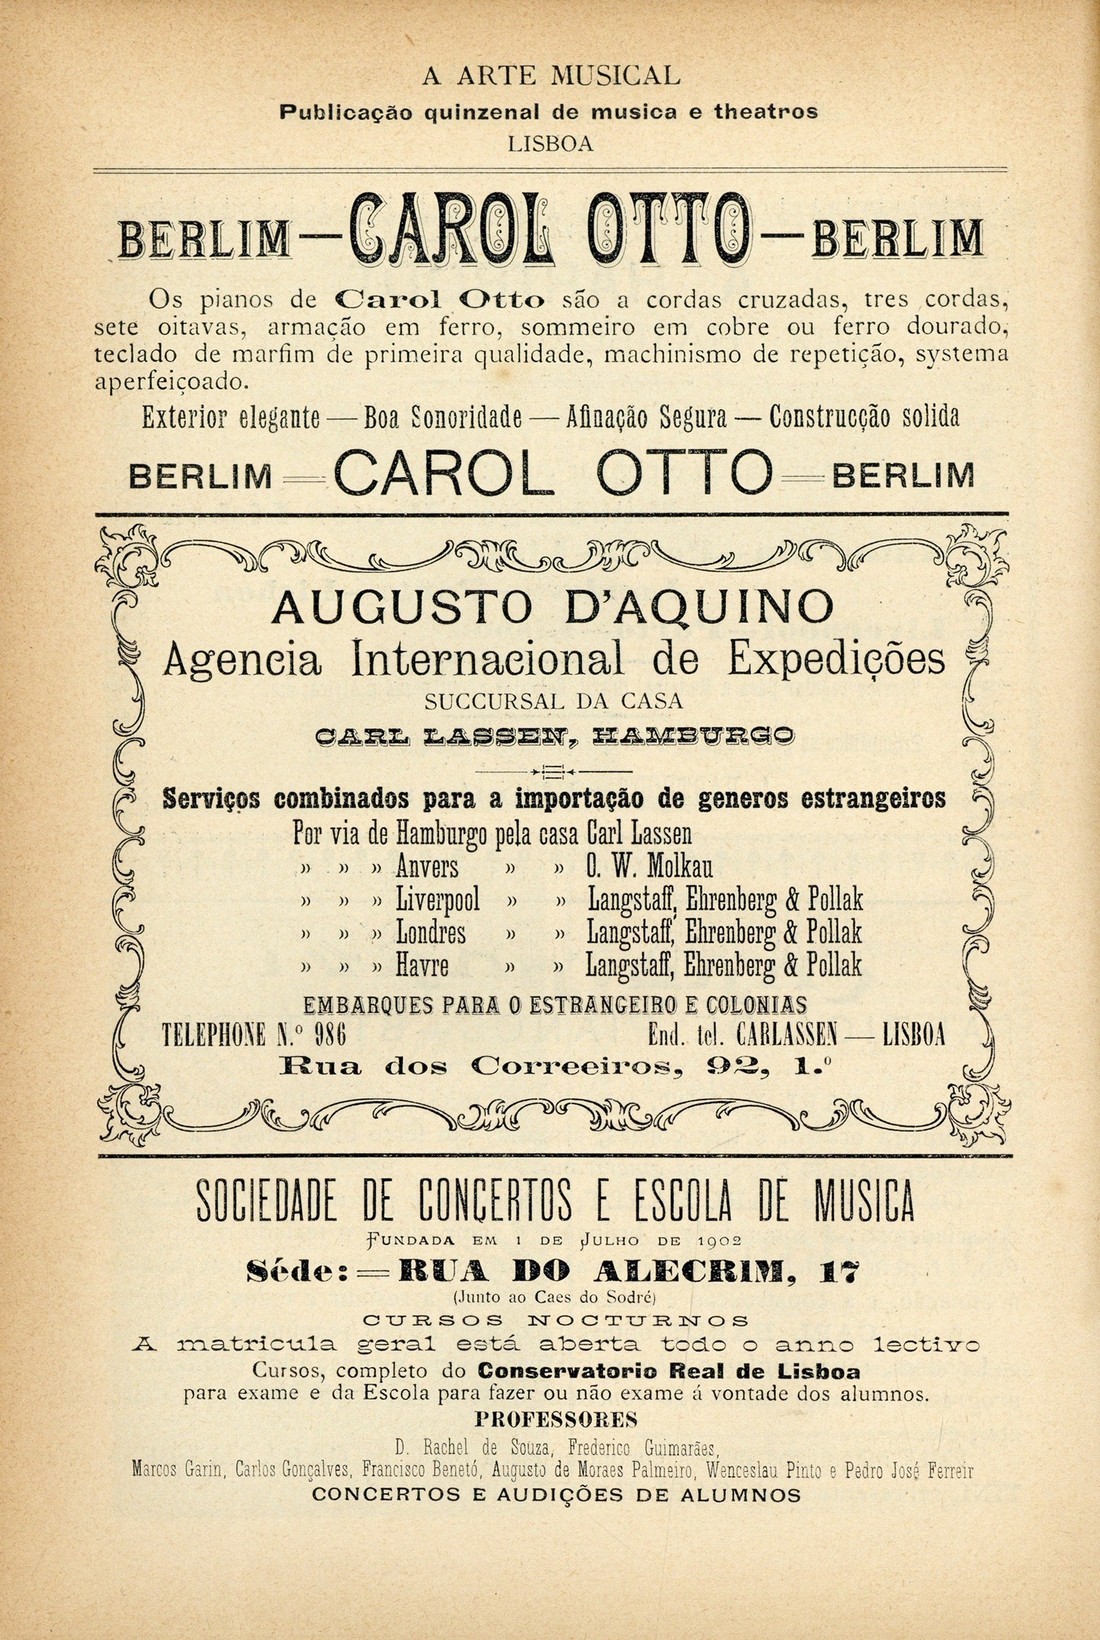 A ARTE MUSICAL
Publicação quinzenal de musica e theatros
LISBOA
BERLIM — CAROL OTTO — BERLIM
Os pianos de Carol Otto são a cordas cruzadas, tres cordas,
sete oitavas, armação em ferro, sommeiro em cobre ou ferro dourado,
teclado de marfim de primeira qualidade, machinismo de repetição, systema
aperfeiçoado.
Exterior elegante — Boa Sonoridade — Afinação Segura — Construcção solida
BERLIM = CAROL OTTO = BERLIM
AUGUSTO D'AQUINO
Agencia Internacional de Expedições
SUCCURSAL DA CASA
CARL LASSEN, HAMBURGO
Serviços combinados para a importação de generos estrangeiros
Por via de Hamburgo pela casa Carl Lassen
» » » Anvers » » O. W. Molkau
» » » Liverpool » » Langstaff, Ehrenberg & Pollak
» » » Londres » » Langstaff, Ehrenberg & Pollak
» » » Havre » » Langstaff, Ehrenberg & Pollak
EMBARQUES PARA O ESTRANGEIRO E COLONIAS
TELEPHONE N.º 986 End. tel. CARLASSEN — LISBOA
Rua dos Correeiros, 92, 1.º
SOCIEDADE DE CONCERTOS E ESCOLA DE MUSICA
FUNDADA EM 1 DE JULHO DE 1902
Séde: = RUA DO ALECRIM, 17
(Junto ao Caes do Sodré)
CURSOS NOCTURNOS
A matricula geral está aberta todo o anno lectivo
Cursos, completo do Conservatorio Real de Lisboa
para exame e da Escola para fazer ou não exame á vontade dos alumnos.
PROFESSORES
D. Rachel de Souza, Frederico Guimarães,
Marcos Garin, Carlos Gonçalves, Francisco Benetó, Augusto de Moraes Palmeiro, Wenceslau Pinto e Pedro José Ferreir
CONCERTOS E AUDIÇÕES DE ALUMNOS